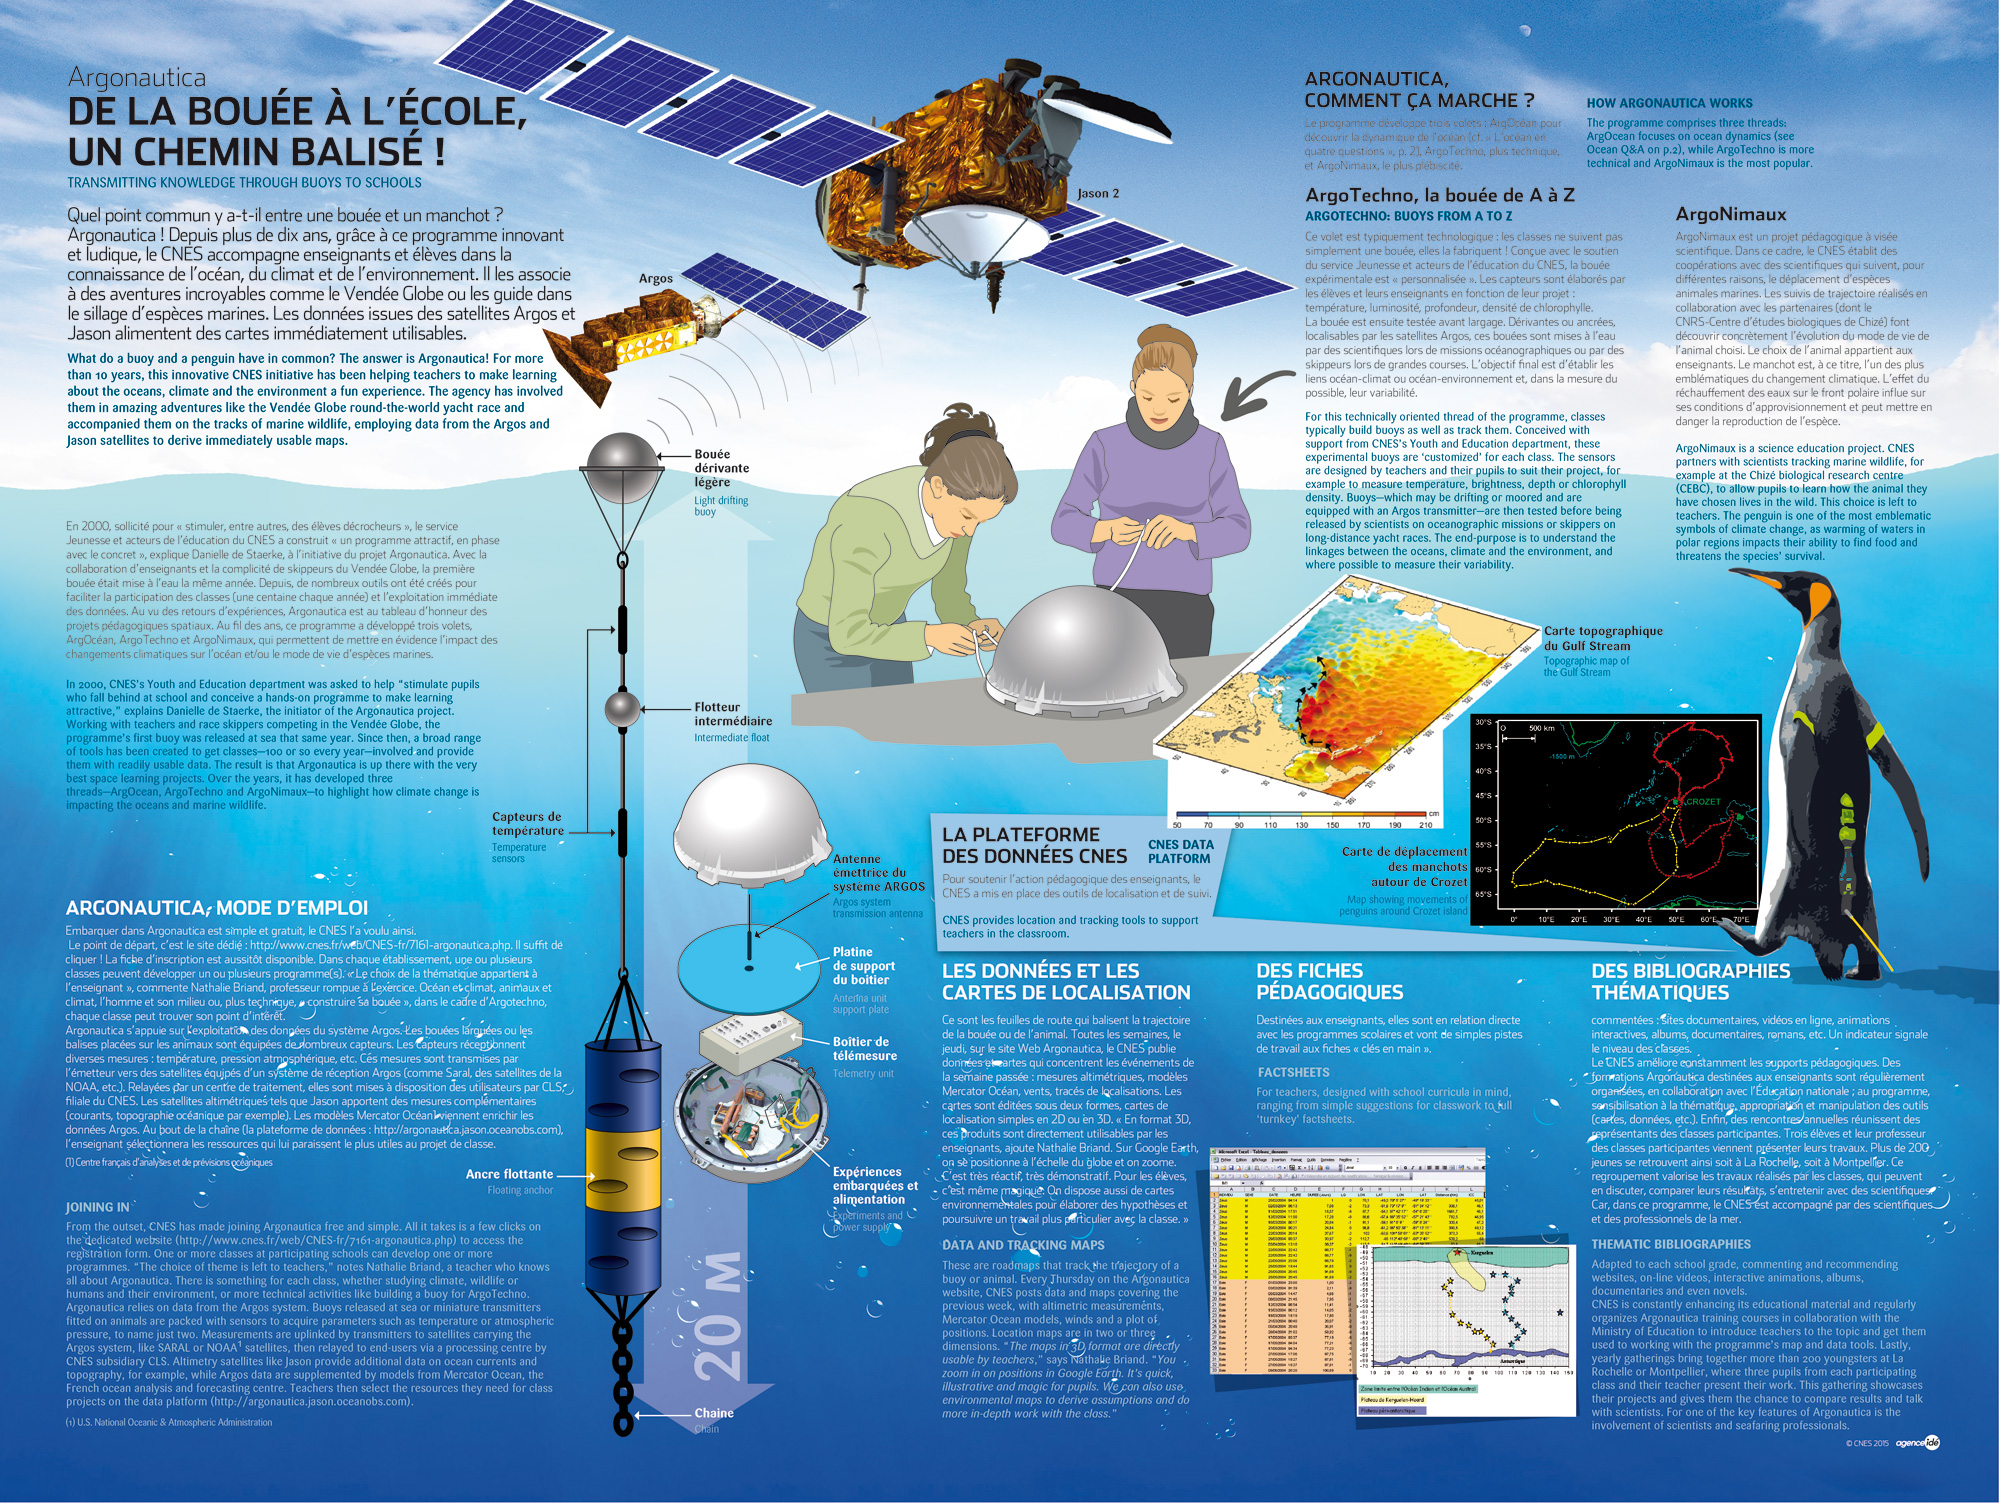 Argonautica
DE LA BOUÉE À L'ÉCOLE,
UN CHEMIN BALISÉ !
TRANSMITTING KNOWLEDGE THROUGH BUOYS TO SCHOOLS
Quel point commun y a-t-il entre une bouée et un manchot ?
Argonautica ! Depuis plus de dix ans, grâce à ce programme innovant
et ludique, le CNES accompagne enseignants et élèves dans la
connaissance de l'océan, du climat et de l'environnement. Il les associe
à des aventures incroyables comme le Vendée Globe ou les guide dans
le sillage d'espèces marines. Les données issues des satellites Argos et
Jason alimentent des cartes immédiatement utilisables.
What do a buoy and a penguin have in common? The answer is Argonautica! For more
than 10 years, this innovative CNES initiative has been helping teachers to make learning
about the oceans, climate and the environment a fun experience. The agency has involved
them in amazing adventures like the Vendée Globe round-the-world yacht race and
accompanied them on the tracks of marine wildlife, employing data from the Argos and
Jason satellites to derive immediately usable maps.
En 2000, sollicité pour « stimuler, entre autres, des élèves décrocheurs », le service
Jeunesse et acteurs de l'éducation du CNES a construit « un programme attractif, en phase
avec le concret », explique Danielle de Staerke, à l'initiative du projet Argonautica. Avec la
collaboration d'enseignants et la complicité de skippeurs du Vendée Globe, la première
bouée était mise à l'eau la même année. Depuis, de nombreux outils ont été créés pour
faciliter la participation des classes (une centaine chaque année) et l'exploitation immédiate
des données. Au vu des retours d'expériences, Argonautica est au tableau d'honneur des
projets pédagogiques spatiaux. Au fil des ans, ce programme a développé trois volets,
ArgOcéan, ArgoTechno et ArgoNimaux, qui permettent de mettre en évidence l'impact des
changements climatiques sur l'océan et/ou le mode de vie d'espèces marines.
In 2000, CNES's Youth and Education department was asked to help "stimulate pupils
who fall behind at school and conceive a hands-on programme to make learning
attractive," explains Danielle de Staerke, the initiator of the Argonautica project.
Working with teachers and race skippers competing in the Vendée Globe, the
programme's first buoy was released at sea that same year. Since then, a broad range
of tools has been created to get classes—100 or so every year—involved and provide
them with readily usable data. The result is that Argonautica is up there with the very
best space learning projects. Over the years, it has developed three
threads—ArgOcean, ArgoTechno and ArgoNimaux—to highlight how climate change is
impacting the oceans and marine wildlife.
ARGONAUTICA, MODE D'EMPLOI
Embarquer dans Argonautica est simple et gratuit, le CNES l'a voulu ainsi.
Le point de départ, c'est le site dédié : http://www.cnes.fr/web/CNES-fr/7161-argonautica.php. Il suffit de
cliquer ! La fiche d'inscription est aussitôt disponible. Dans chaque établissement, une ou plusieurs
classes peuvent développer un ou plusieurs programme(s). « Le choix de la thématique appartient à
l'enseignant », commente Nathalie Briand, professeur rompue à l'exercice. Océan et climat, animaux et
climat, l'homme et son milieu ou, plus technique, « construire sa bouée », dans le cadre d'Argotechno,
chaque classe peut trouver son point d'intérêt.
Argonautica s'appuie sur l'exploitation des données du système Argos. Les bouées larguées ou les
balises placées sur les animaux sont équipées de nombreux capteurs. Les capteurs réceptionnent
diverses mesures : température, pression atmosphérique, etc. Ces mesures sont transmises par
l'émetteur vers des satellites équipés d'un système de réception Argos (comme Saral, des satellites de la
NOAA, etc.). Relayées par un centre de traitement, elles sont mises à disposition des utilisateurs par CLS,
filiale du CNES. Les satellites altimétriques tels que Jason apportent des mesures complémentaires
(courants, topographie océanique par exemple). Les modèles Mercator Océan¹ viennent enrichir les
données Argos. Au bout de la chaîne (la plateforme de données : http://argonautica.jason.oceanobs.com),
l'enseignant sélectionnera les ressources qui lui paraissent le plus utiles au projet de classe.
(1) Centre français d'analyses et de prévisions océaniques
JOINING IN
From the outset, CNES has made joining Argonautica free and simple. All it takes is a few clicks on
the dedicated website (http://www.cnes.fr/web/CNES-fr/7161-argonautica.php) to access the
registration form. One or more classes at participating schools can develop one or more
programmes. "The choice of theme is left to teachers," notes Nathalie Briand, a teacher who knows
all about Argonautica. There is something for each class, whether studying climate, wildlife or
humans and their environment, or more technical activities like building a buoy for ArgoTechno.
Argonautica relies on data from the Argos system. Buoys released at sea or miniature transmitters
fitted on animals are packed with sensors to acquire parameters such as temperature or atmospheric
pressure, to name just two. Measurements are uplinked by transmitters to satellites carrying the
Argos system, like SARAL or NOAA¹ satellites, then relayed to end-users via a processing centre by
CNES subsidiary CLS. Altimetry satellites like Jason provide additional data on ocean currents and
topography, for example, while Argos data are supplemented by models from Mercator Ocean, the
French ocean analysis and forecasting centre. Teachers then select the resources they need for class
projects on the data platform (http://argonautica.jason.oceanobs.com).
(1) U.S. National Oceanic & Atmospheric Administration
Argos
Jason 2
Bouée
dérivante
légère
Light drifting
buoy
Flotteur
intermédiaire
Intermediate float
Capteurs de
température
Temperature
sensors
Antenne
émettrice du
système ARGOS
Argos system
transmission antenna
Platine
de support
du boîtier
Antenna unit
support plate
Boîtier de
télémesure
Telemetry unit
Ancre flottante
Floating anchor
Expériences
embarquées et
alimentation
Experiments and
power supply
20 M
Chaîne
Chain
ARGONAUTICA,
COMMENT ÇA MARCHE ?
Le programme développe trois volets : ArgOcéan pour
découvrir la dynamique de l'océan (cf. « L'océan en
quatre questions », p. 2), ArgoTechno, plus technique,
et ArgoNimaux, le plus plébiscité.
HOW ARGONAUTICA WORKS
The programme comprises three threads:
ArgOcean focuses on ocean dynamics (see
Ocean Q&A on p.2), while ArgoTechno is more
technical and ArgoNimaux is the most popular.
ArgoTechno, la bouée de A à Z
ARGOTECHNO: BUOYS FROM A TO Z
Ce volet est typiquement technologique : les classes ne suivent pas
simplement une bouée, elles la fabriquent ! Conçue avec le soutien
du service Jeunesse et acteurs de l'éducation du CNES, la bouée
expérimentale est « personnalisée ». Les capteurs sont élaborés par
les élèves et leurs enseignants en fonction de leur projet :
température, luminosité, profondeur, densité de chlorophylle.
La bouée est ensuite testée avant largage. Dérivantes ou ancrées,
localisables par les satellites Argos, ces bouées sont mises à l'eau
par des scientifiques lors de missions océanographiques ou par des
skippeurs lors de grandes courses. L'objectif final est d'établir les
liens océan-climat ou océan-environnement et, dans la mesure du
possible, leur variabilité.
For this technically oriented thread of the programme, classes
typically build buoys as well as track them. Conceived with
support from CNES's Youth and Education department, these
experimental buoys are 'customized' for each class. The sensors
are designed by teachers and their pupils to suit their project, for
example to measure temperature, brightness, depth or chlorophyll
density. Buoys—which may be drifting or moored and are
equipped with an Argos transmitter—are then tested before being
released by scientists on oceanographic missions or skippers on
long-distance yacht races. The end-purpose is to understand the
linkages between the oceans, climate and the environment, and
where possible to measure their variability.
ArgoNimaux
ArgoNimaux est un projet pédagogique à visée
scientifique. Dans ce cadre, le CNES établit des
coopérations avec des scientifiques qui suivent, pour
différentes raisons, le déplacement d'espèces
animales marines. Les suivis de trajectoire réalisés en
collaboration avec les partenaires (dont le
CNRS-Centre d'études biologiques de Chizé) font
découvrir concrètement l'évolution du mode de vie de
l'animal choisi. Le choix de l'animal appartient aux
enseignants. Le manchot est, à ce titre, l'un des plus
emblématiques du changement climatique. L'effet du
réchauffement des eaux sur le front polaire influe sur
ses conditions d'approvisionnement et peut mettre en
danger la reproduction de l'espèce.
ArgoNimaux is a science education project. CNES
partners with scientists tracking marine wildlife, for
example at the Chizé biological research centre
(CEBC), to allow pupils to learn how the animal they
have chosen lives in the wild. This choice is left to
teachers. The penguin is one of the most emblematic
symbols of climate change, as warming of waters in
polar regions impacts their ability to find food and
threatens the species' survival.
Carte topographique
du Gulf Stream
Topographic map of
the Gulf Stream
50 70 90 110 130 150 170 190 210 cm
Carte de déplacement
des manchots
autour de Crozet
Map showing movements of
penguins around Crozet island
30°S
0 500 km
-1500 m
35°S
40°S
45°S
CROZET
50°S
55°S
60°S
65°S
0° 10°E 20°E 30°E 40°E 50°E 60°E 70°E
LA PLATEFORME
DES DONNÉES CNES
CNES DATA
PLATFORM
Pour soutenir l'action pédagogique des enseignants, le
CNES a mis en place des outils de localisation et de suivi.
CNES provides location and tracking tools to support
teachers in the classroom.
LES DONNÉES ET LES
CARTES DE LOCALISATION
Ce sont les feuilles de route qui balisent la trajectoire
de la bouée ou de l'animal. Toutes les semaines, le
jeudi, sur le site Web Argonautica, le CNES publie
données et cartes qui concentrent les événements de
la semaine passée : mesures altimétriques, modèles
Mercator Océan, vents, tracés de localisations. Les
cartes sont éditées sous deux formes, cartes de
localisation simples en 2D ou en 3D. « En format 3D,
ces produits sont directement utilisables par les
enseignants, ajoute Nathalie Briand. Sur Google Earth,
on se positionne à l'échelle du globe et on zoome.
C'est très réactif, très démonstratif. Pour les élèves,
c'est même magique. On dispose aussi de cartes
environnementales pour élaborer des hypothèses et
poursuivre un travail plus particulier avec la classe. »
DATA AND TRACKING MAPS
These are roadmaps that track the trajectory of a
buoy or animal. Every Thursday on the Argonautica
website, CNES posts data and maps covering the
previous week, with altimetric measurements,
Mercator Ocean models, winds and a plot of
positions. Location maps are in two or three
dimensions. "The maps in 3D format are directly
usable by teachers," says Nathalie Briand. "You
zoom in on positions in Google Earth. It's quick,
illustrative and magic for pupils. We can also use
environmental maps to derive assumptions and do
more in-depth work with the class."
DES FICHES
PÉDAGOGIQUES
Destinées aux enseignants, elles sont en relation directe
avec les programmes scolaires et vont de simples pistes
de travail aux fiches « clés en main ».
FACTSHEETS
For teachers, designed with school curricula in mind,
ranging from simple suggestions for classwork to full
'turnkey' factsheets.
Microsoft Excel - Tableau_donnees
Kerguelen
Antarctique
10 20 30 40 50 60 70 80 90 100 110 120 130 140 150
Zone limite entre l'Océan Indien et l'Océan Austral
Plateau de Kerguelen-Heard
DES BIBLIOGRAPHIES
THÉMATIQUES
commentées : sites documentaires, vidéos en ligne, animations
interactives, albums, documentaires, romans, etc. Un indicateur signale
le niveau des classes.
Le CNES améliore constamment les supports pédagogiques. Des
formations Argonautica destinées aux enseignants sont régulièrement
organisées, en collaboration avec l'Éducation nationale ; au programme,
sensibilisation à la thématique, appropriation et manipulation des outils
(cartes, données, etc.). Enfin, des rencontres annuelles réunissent des
représentants des classes participantes. Trois élèves et leur professeur
des classes participantes viennent présenter leurs travaux. Plus de 200
jeunes se retrouvent ainsi soit à La Rochelle, soit à Montpellier. Ce
regroupement valorise les travaux réalisés par les classes, qui peuvent
en discuter, comparer leurs résultats, s'entretenir avec des scientifiques.
Car, dans ce programme, le CNES est accompagné par des scientifiques
et des professionnels de la mer.
THEMATIC BIBLIOGRAPHIES
Adapted to each school grade, commenting and recommending
websites, on-line videos, interactive animations, albums,
documentaries and even novels.
CNES is constantly enhancing its educational material and regularly
organizes Argonautica training courses in collaboration with the
Ministry of Education to introduce teachers to the topic and get them
used to working with the programme's map and data tools. Lastly,
yearly gatherings bring together more than 200 youngsters at La
Rochelle or Montpellier, where three pupils from each participating
class and their teacher present their work. This gathering showcases
their projects and gives them the chance to compare results and talk
with scientists. For one of the key features of Argonautica is the
involvement of scientists and seafaring professionals.
© CNES 2015 agence idé